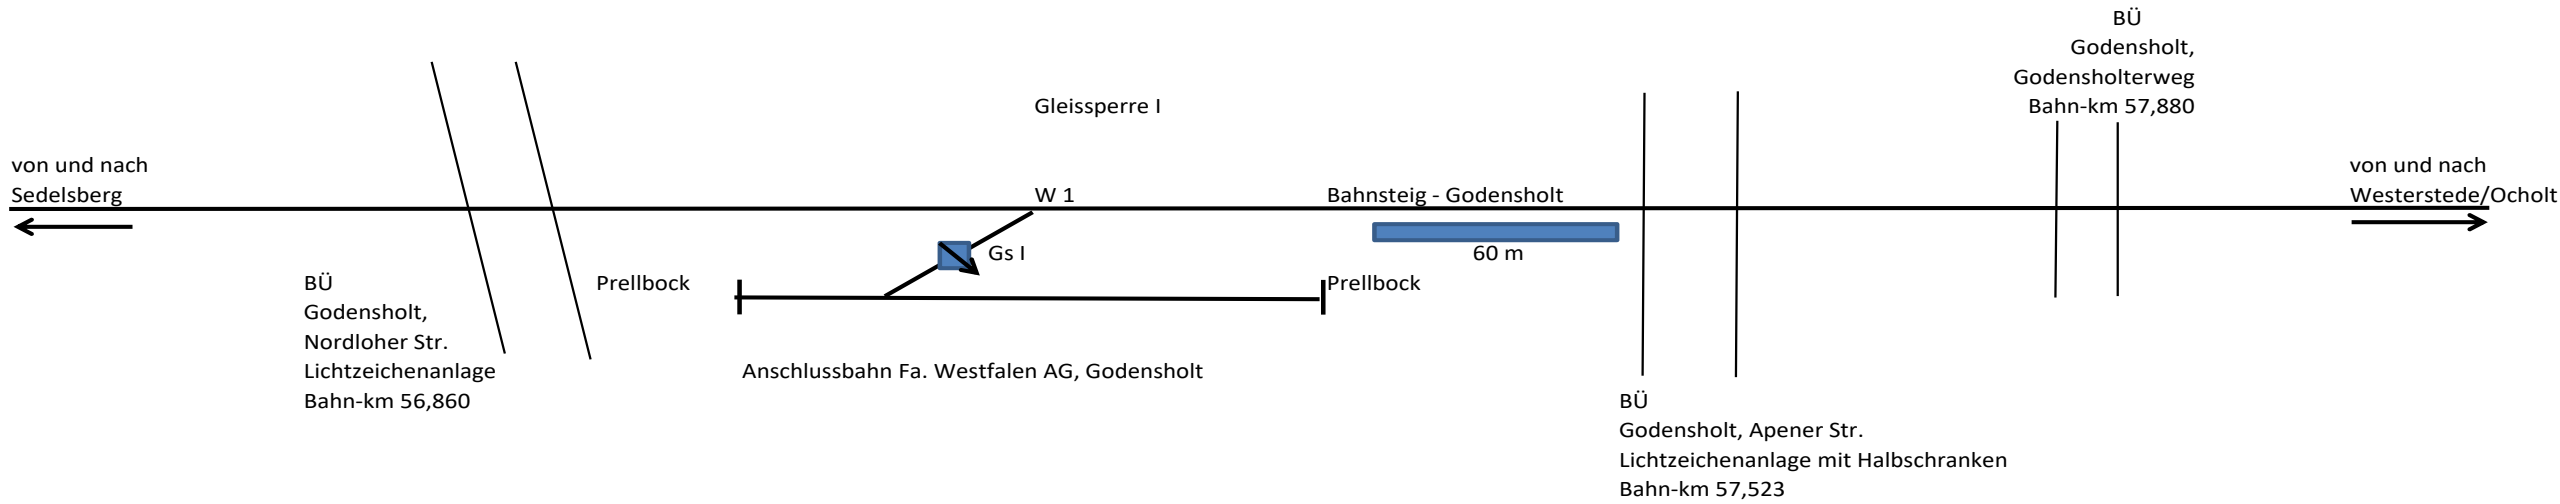 BÜ
Godensholt,
Godensholterweg
Bahn-km 57,880
Gleissperre I
von und nach
Sedelsberg
W 1
Bahnsteig - Godensholt
von und nach
Westerstede/Ocholt
Gs I
60 m
BÜ
Godensholt,
Nordloher Str.
Lichtzeichenanlage
Bahn-km 56,860
Prellbock
Prellbock
Anschlussbahn Fa. Westfalen AG, Godensholt
BÜ
Godensholt, Apener Str.
Lichtzeichenanlage mit Halbschranken
Bahn-km 57,523